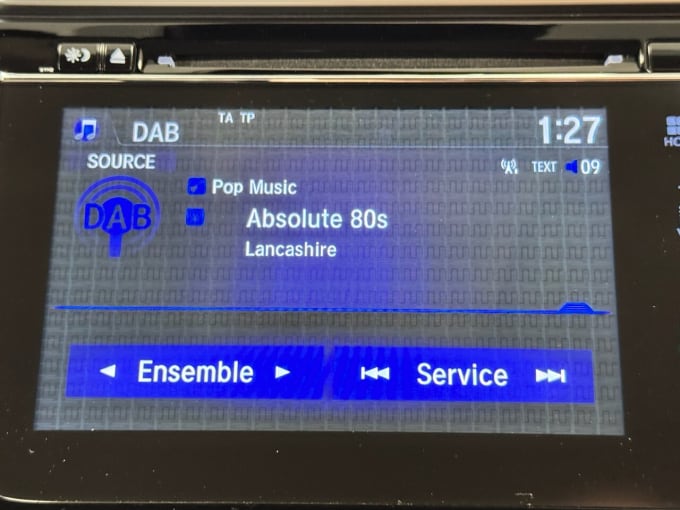 TA TP
DAB
1:27
SOURCE
TEXT
09
Pop Music
DAB
Absolute 80s
Lancashire
Ensemble
Service